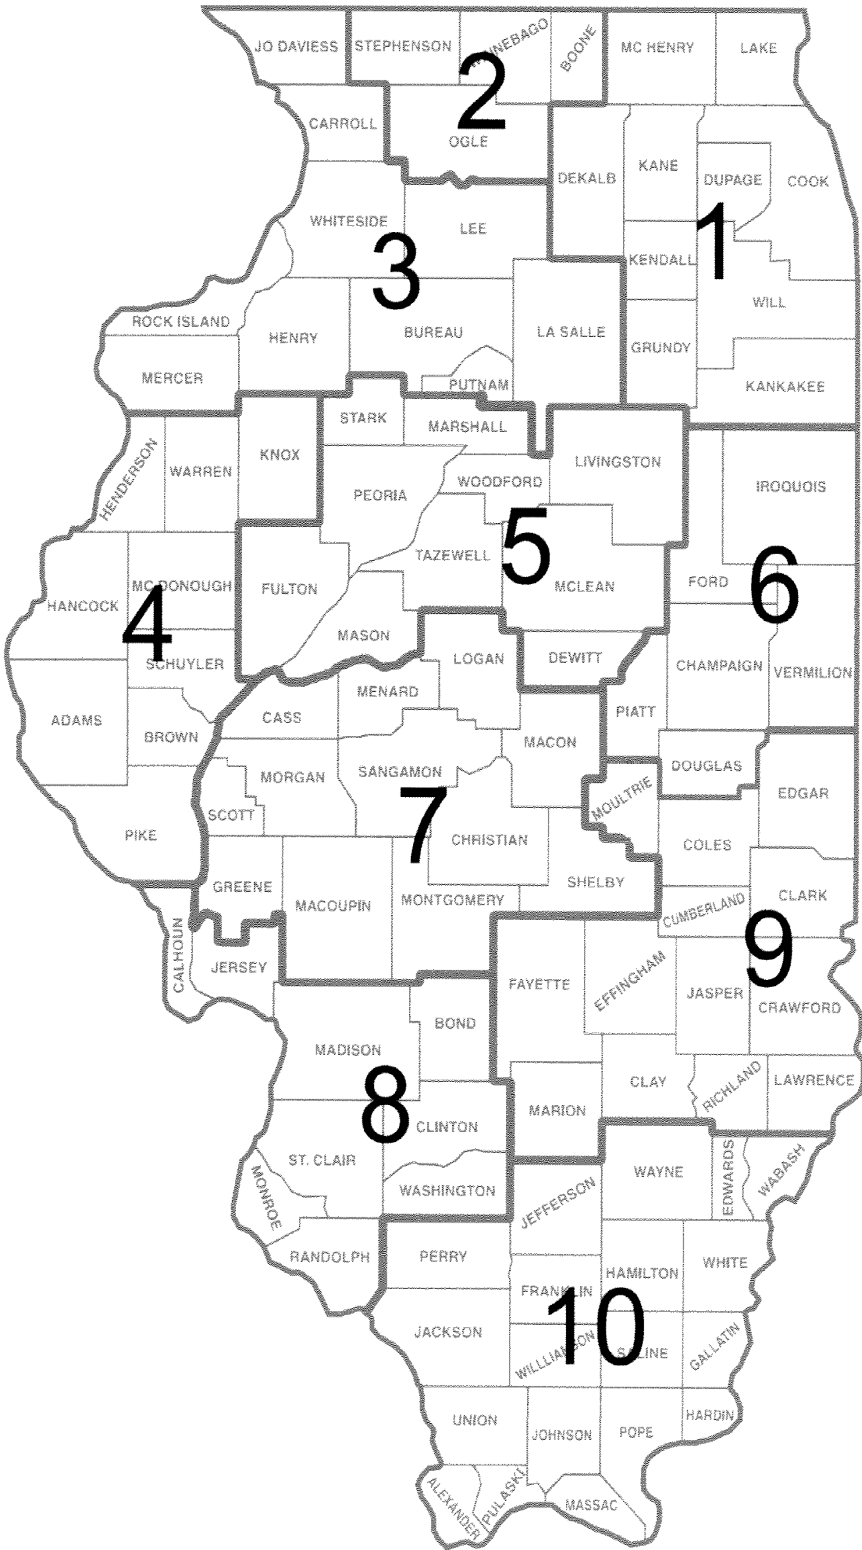 JO DAVIESS
STEPHENSON
WINNEBAGO
BOONE
MC HENRY
LAKE
2
CARROLL
OGLE
DEKALB
KANE
DUPAGE
COOK
WHITESIDE
LEE
3
KENDALL
1
ROCK ISLAND
HENRY
BUREAU
LA SALLE
GRUNDY
WILL
MERCER
PUTNAM
KANKAKEE
STARK
MARSHALL
HENDERSON
WARREN
KNOX
PEORIA
WOODFORD
LIVINGSTON
IROQUOIS
5
TAZEWELL
MCLEAN
FORD
6
HANCOCK
MC DONOUGH
FULTON
4
MASON
SCHUYLER
LOGAN
DEWITT
CHAMPAIGN
VERMILION
ADAMS
BROWN
CASS
MENARD
PIATT
MACON
MORGAN
SANGAMON
DOUGLAS
PIKE
SCOTT
7
CHRISTIAN
MOULTRIE
EDGAR
COLES
GREENE
MACOUPIN
MONTGOMERY
SHELBY
CUMBERLAND
CLARK
9
CALHOUN
JERSEY
FAYETTE
EFFINGHAM
JASPER
CRAWFORD
MADISON
BOND
CLAY
RICHLAND
LAWRENCE
8
CLINTON
MARION
ST. CLAIR
WASHINGTON
MONROE
JEFFERSON
WAYNE
EDWARDS
WABASH
RANDOLPH
PERRY
HAMILTON
WHITE
FRANKLIN
10
JACKSON
WILLLIAMSON
SALINE
GALLATIN
UNION
JOHNSON
POPE
HARDIN
ALEXANDER
PULASKI
MASSAC